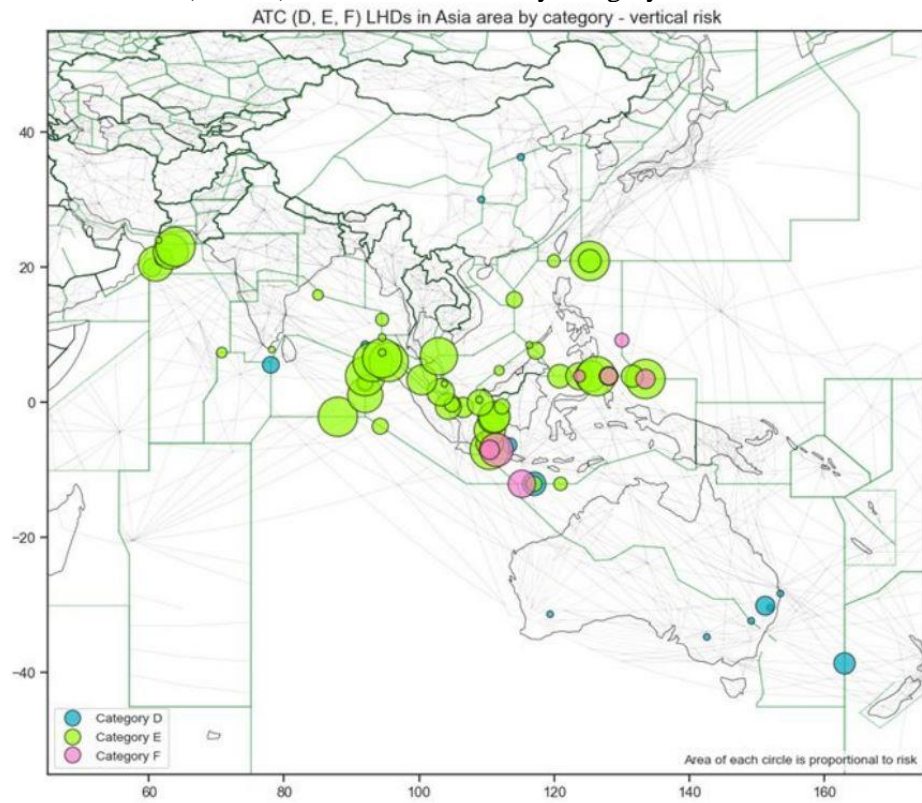 ATC (D, E, F) LHDs in Asia area by category - vertical risk
40
20
0
−20
−40
Category D
Category E
Category F
Area of each circle is proportional to risk
60
80
100
120
140
160